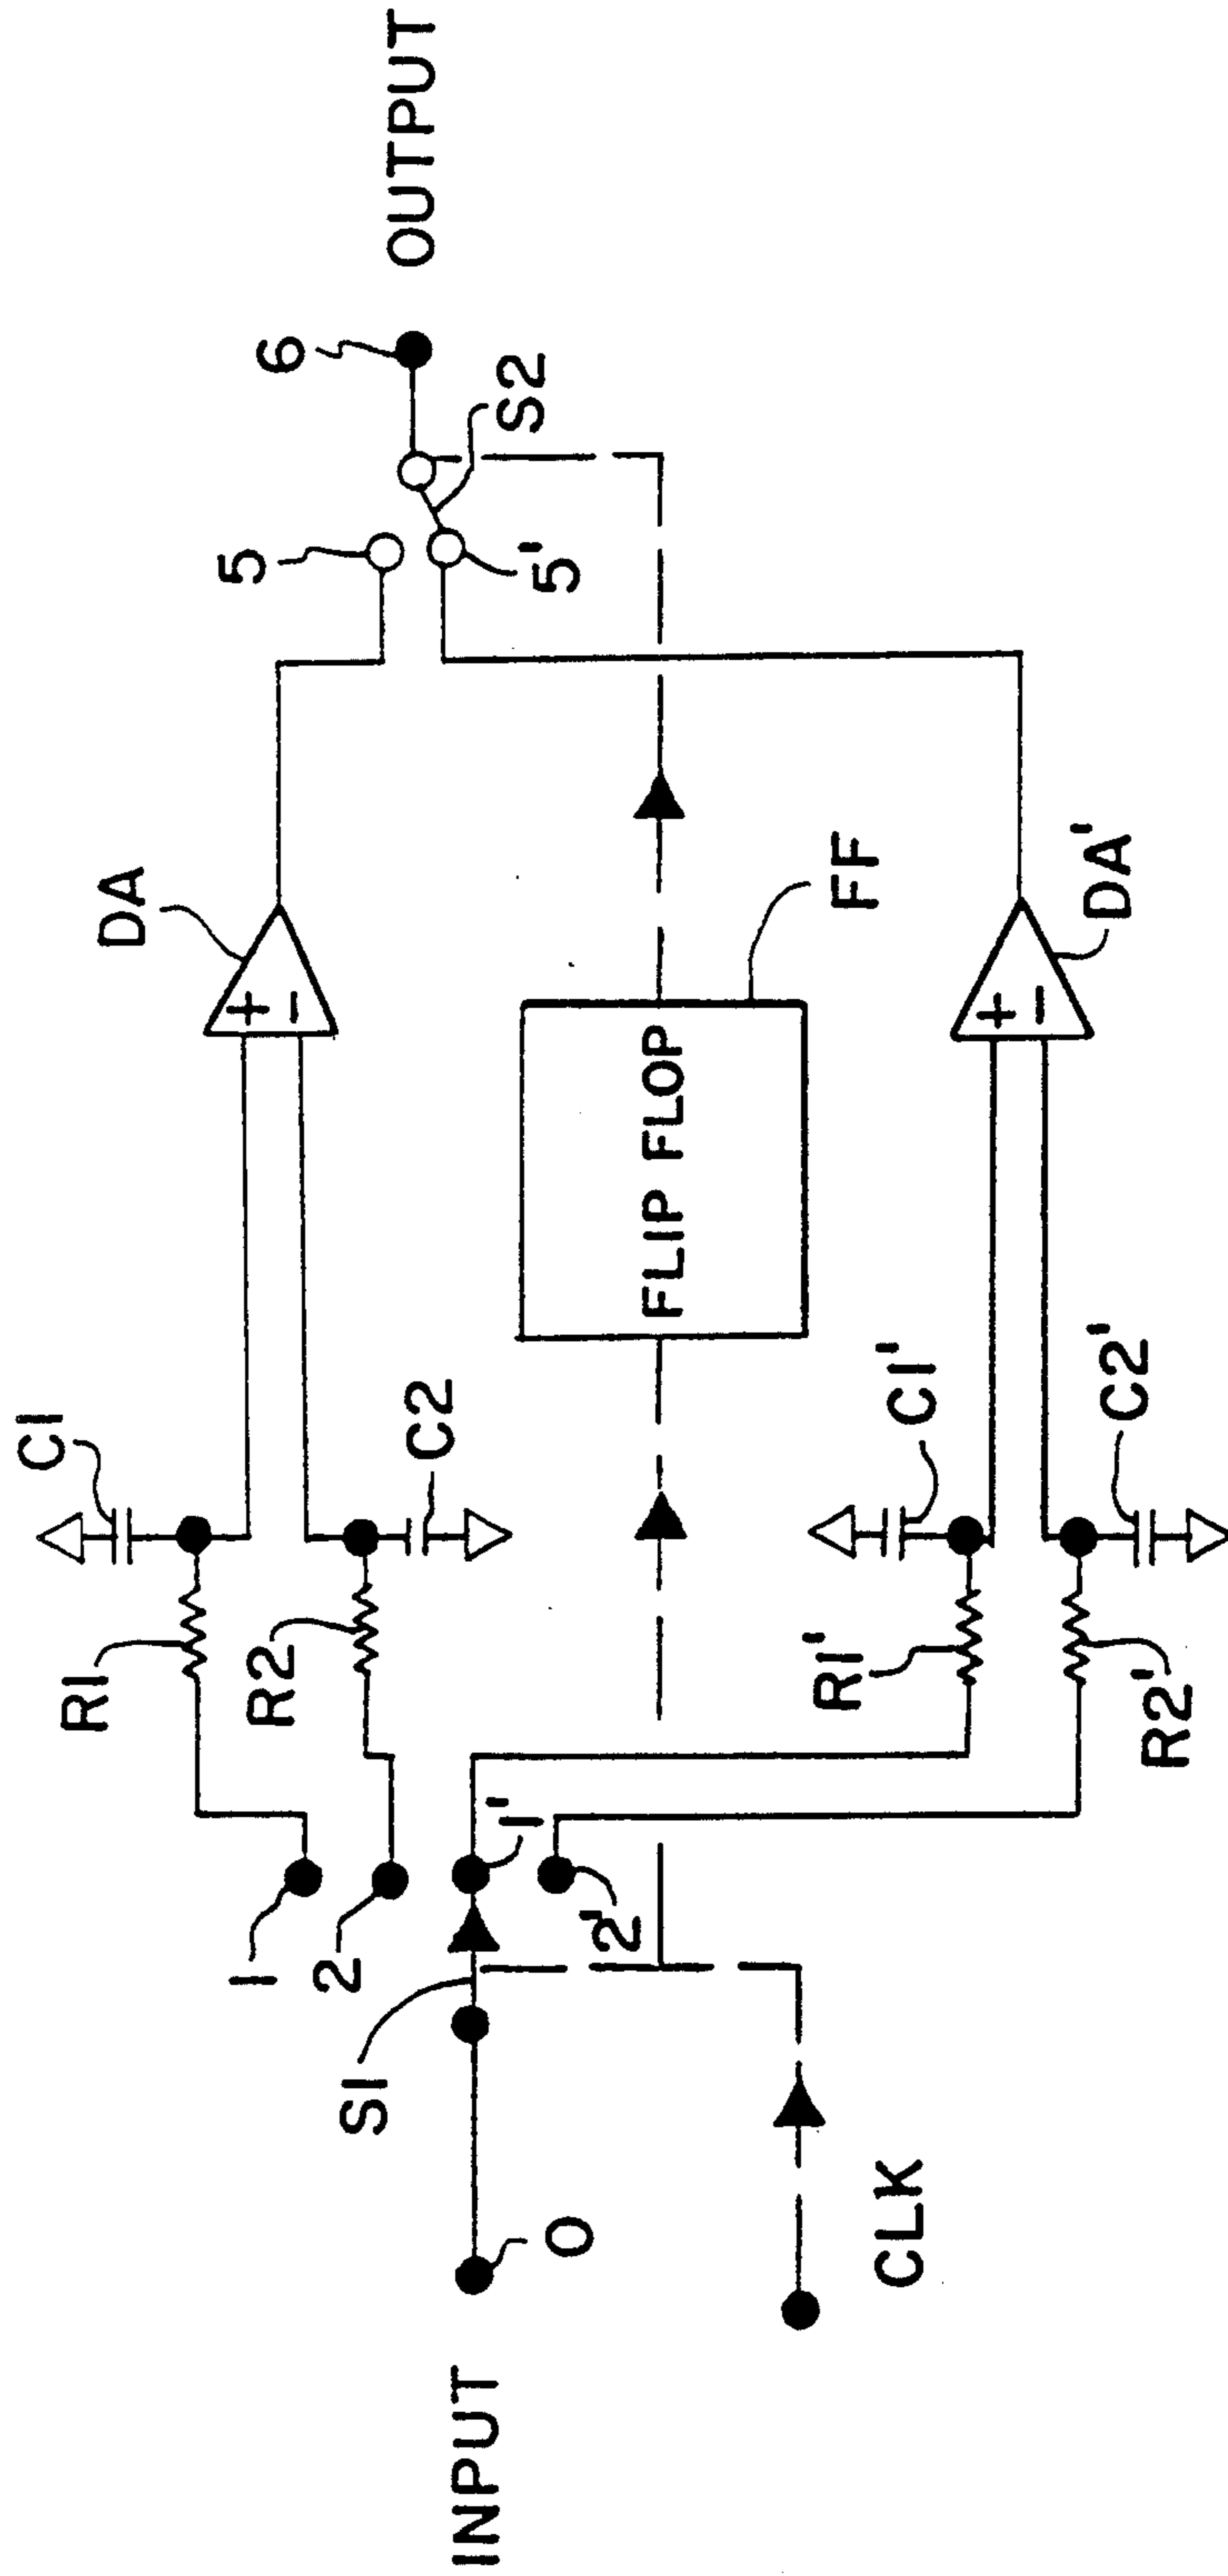 C1
DA
R1
R2
C2
1
2
5
6
OUTPUT
S2
5'
S1
INPUT
0
1'
2'
FLIP FLOP
FF
CLK
R1'
C1'
R2'
C2'
DA'
+
−
+
−